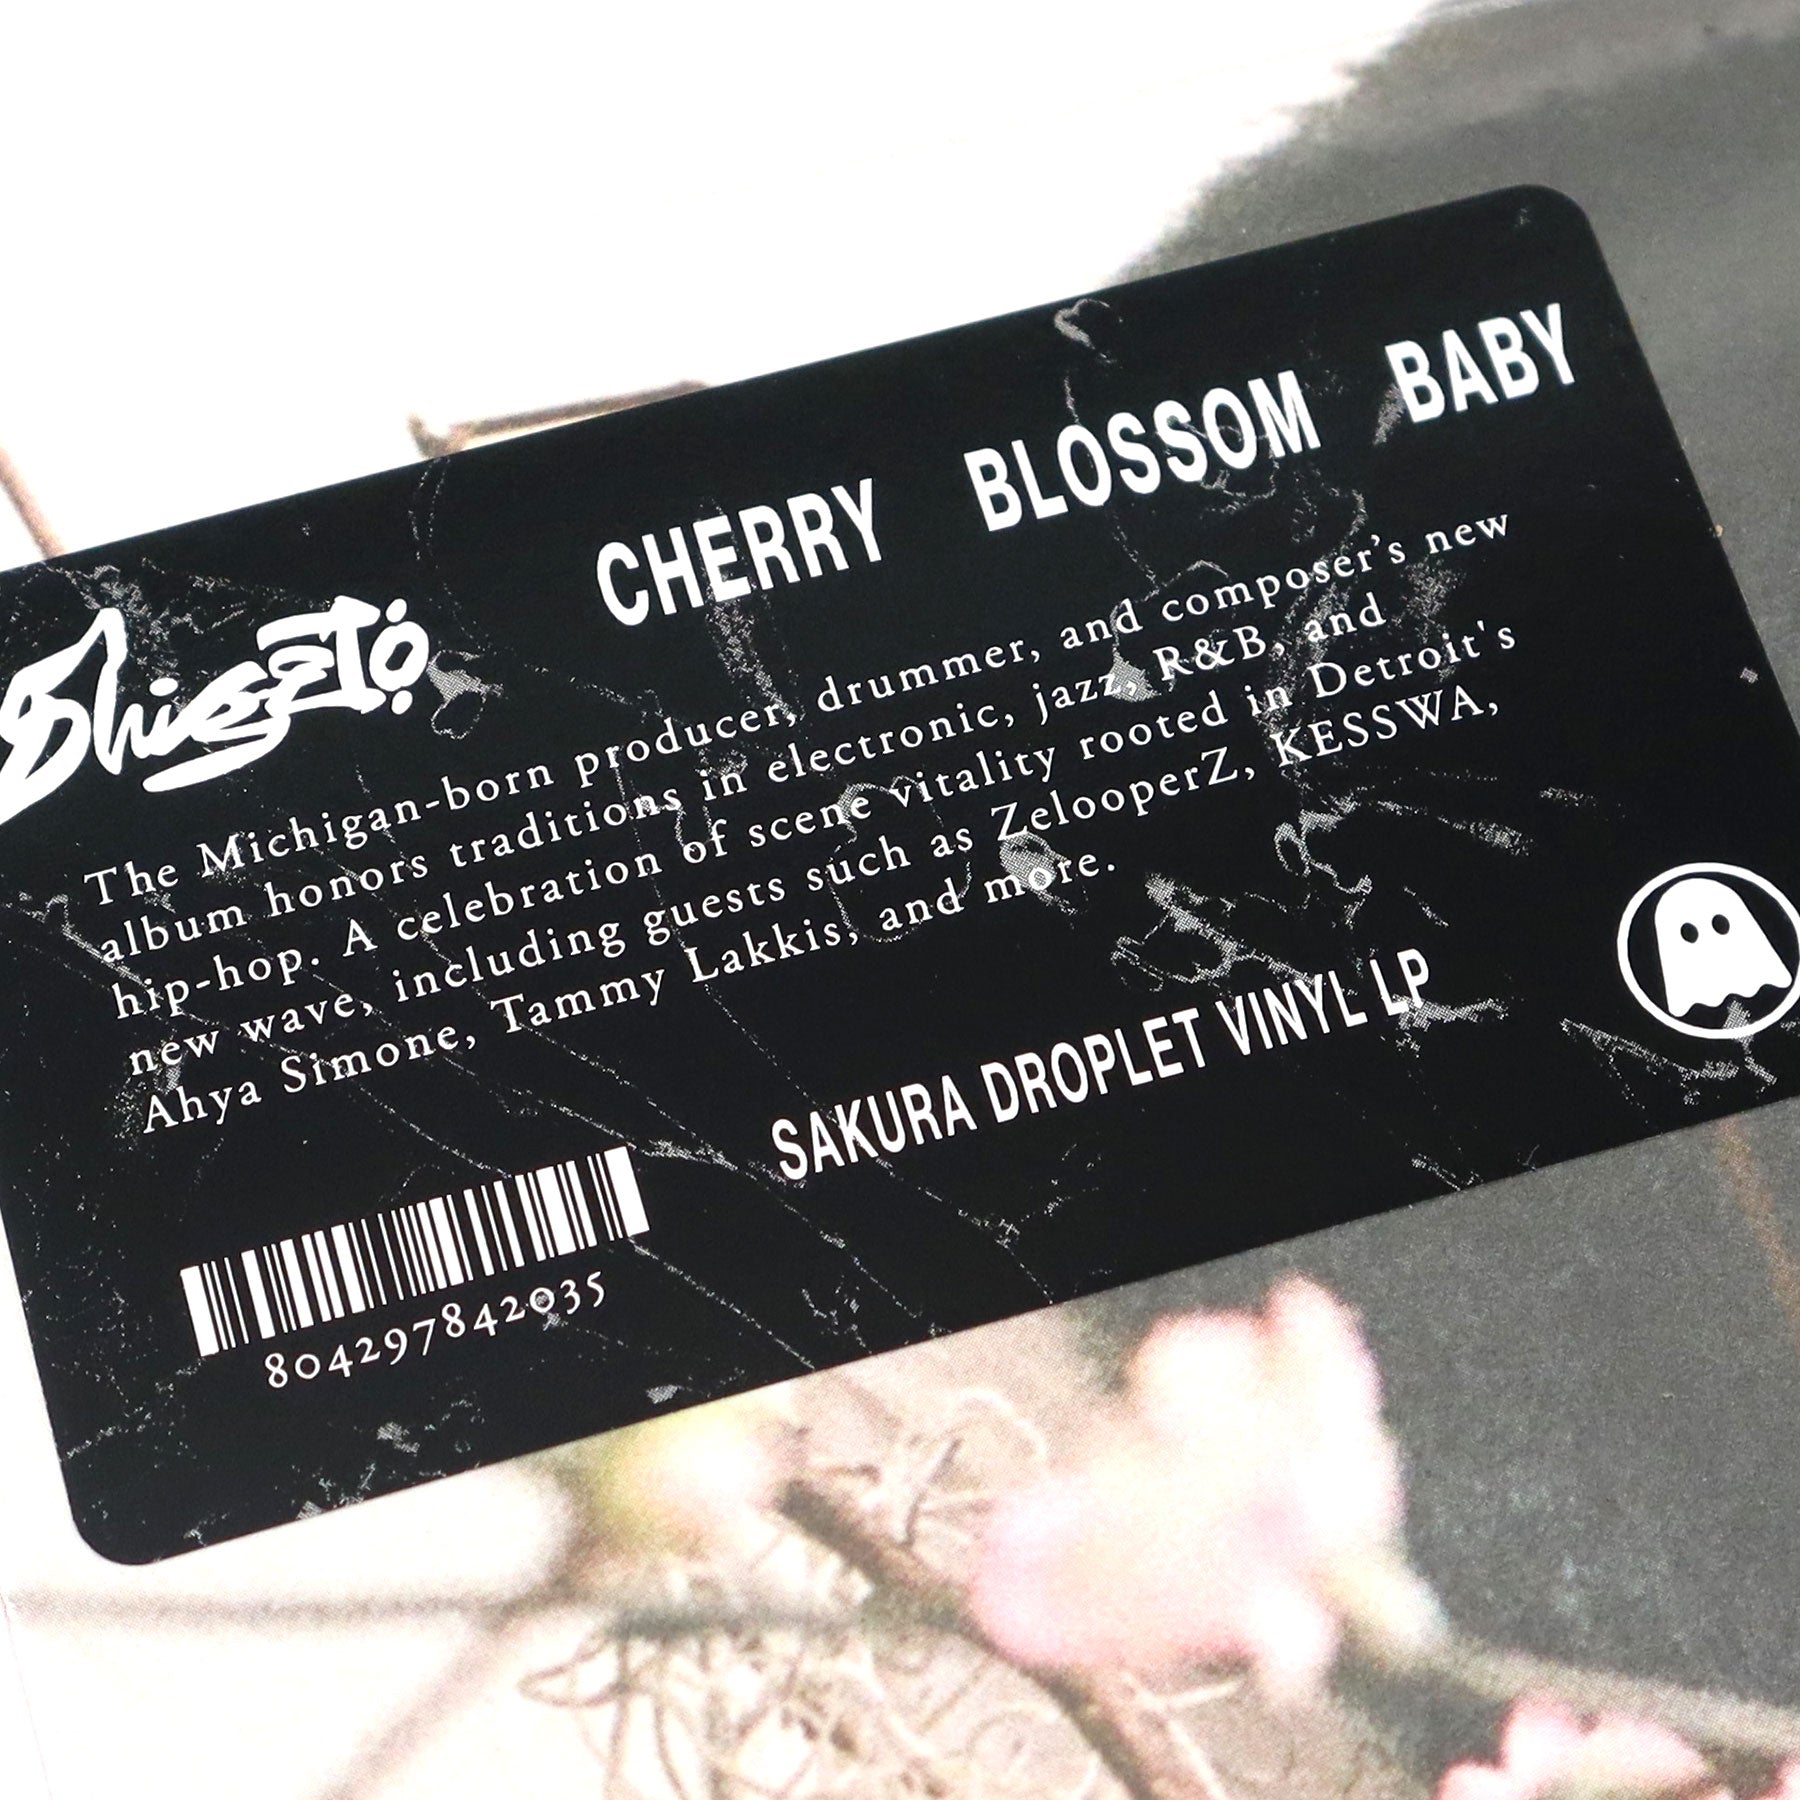 CHERRY BLOSSOM BABY
Shigeto
The Michigan-born producer, drummer, and composer’s new
album honors traditions in electronic, jazz, R&B, and
hip-hop. A celebration of scene vitality rooted in Detroit's
new wave, including guests such as ZelooperZ, KESSWA,
Ahya Simone, Tammy Lakkis, and more.
SAKURA DROPLET VINYL LP
804297842035